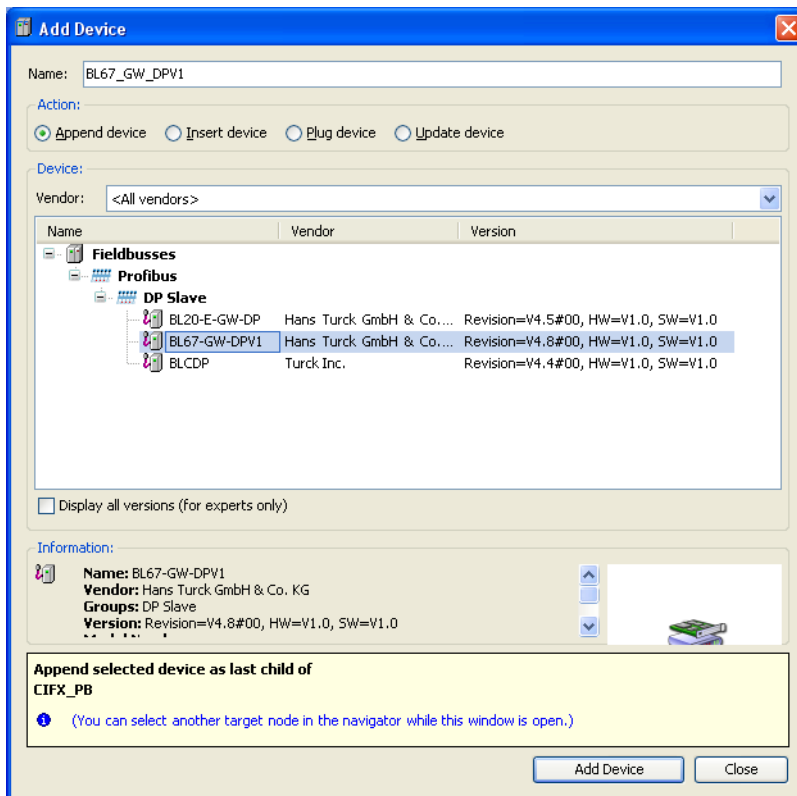 Add Device
Name: BL67_GW_DPV1
Action:
Append device Insert device Plug device Update device
Device:
Vendor: <All vendors>
Name Vendor Version
Fieldbusses
Profibus
DP Slave
BL20-E-GW-DP Hans Turck GmbH & Co.... Revision=V4.5#00, HW=V1.0, SW=V1.0
BL67-GW-DPV1 Hans Turck GmbH & Co.... Revision=V4.8#00, HW=V1.0, SW=V1.0
BLCDP Turck Inc. Revision=V4.4#00, HW=V1.0, SW=V1.0
Display all versions (for experts only)
Information:
Name: BL67-GW-DPV1
Vendor: Hans Turck GmbH & Co. KG
Groups: DP Slave
Version: Revision=V4.8#00, HW=V1.0, SW=V1.0
Append selected device as last child of
CIFX_PB
(You can select another target node in the navigator while this window is open.)
Add Device Close